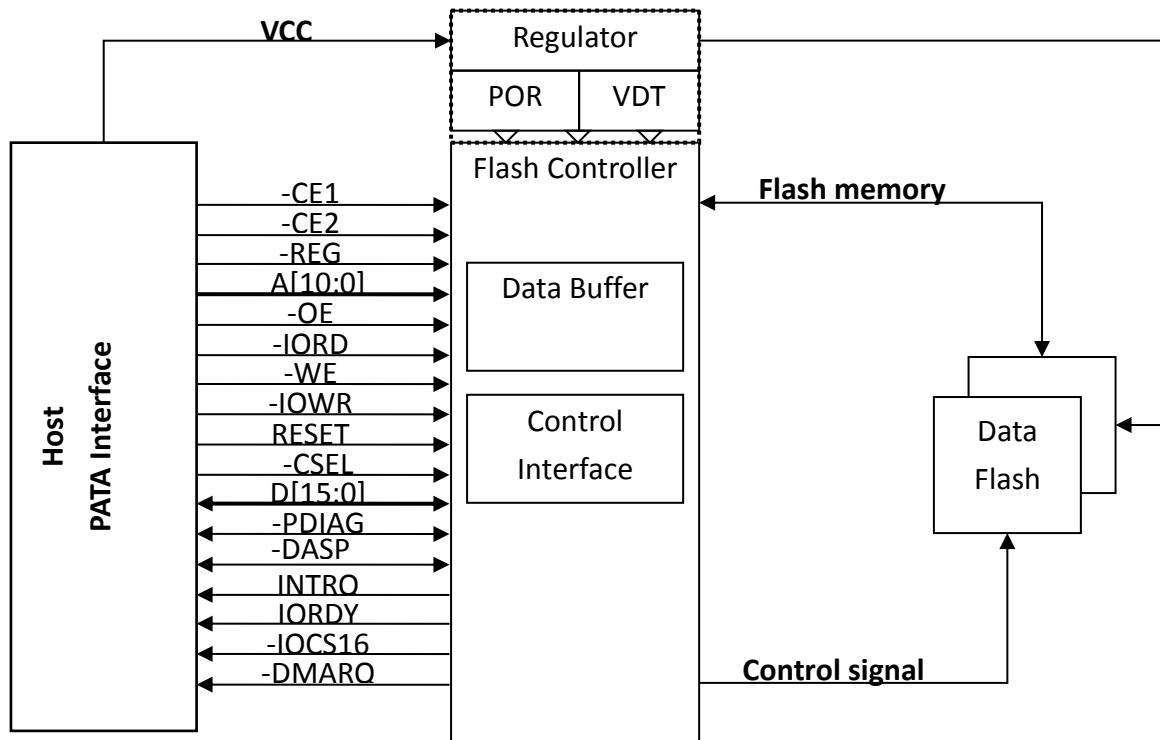 VCC
Regulator
POR
VDT
Flash Controller
-CE1
-CE2
-REG
A[10:0]
-OE
-IORD
-WE
-IOWR
RESET
-CSEL
D[15:0]
-PDIAG
-DASP
INTRQ
IORDY
-IOCS16
-DMARQ
Host
PATA Interface
Data Buffer
Control
Interface
Flash memory
Data
Flash
Control signal